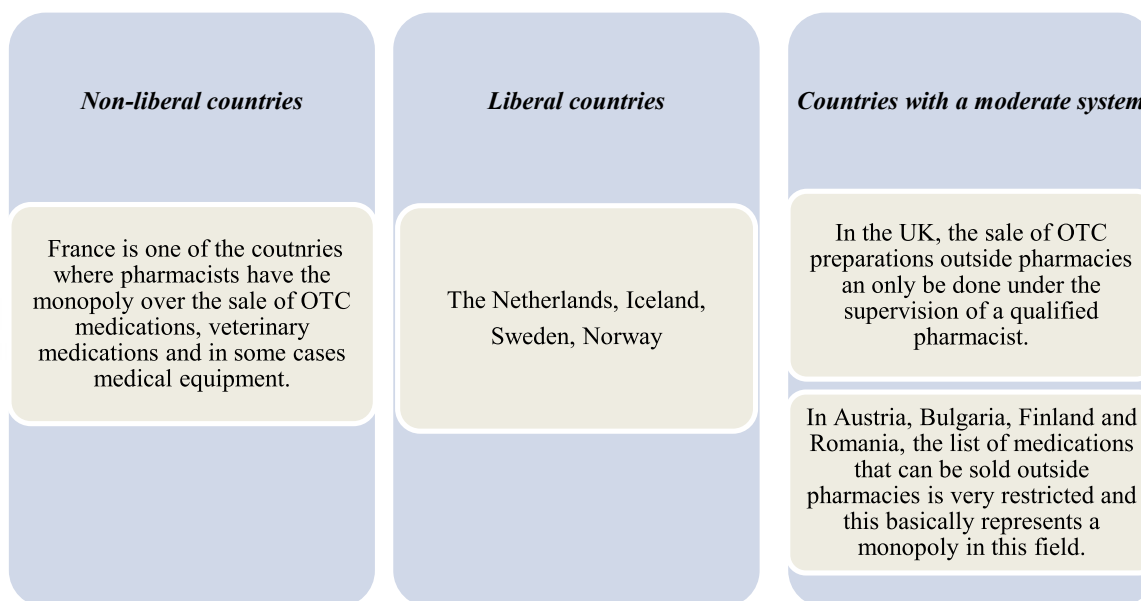 Non-liberal countries
France is one of the coutnries
where pharmacists have the
monopoly over the sale of OTC
medications, veterinary
medications and in some cases
medical equipment.
Liberal countries
The Netherlands, Iceland,
Sweden, Norway
Countries with a moderate system
In the UK, the sale of OTC
preparations outside pharmacies
an only be done under the
supervision of a qualified
pharmacist.
In Austria, Bulgaria, Finland and
Romania, the list of medications
that can be sold outside
pharmacies is very restricted and
this basically represents a
monopoly in this field.